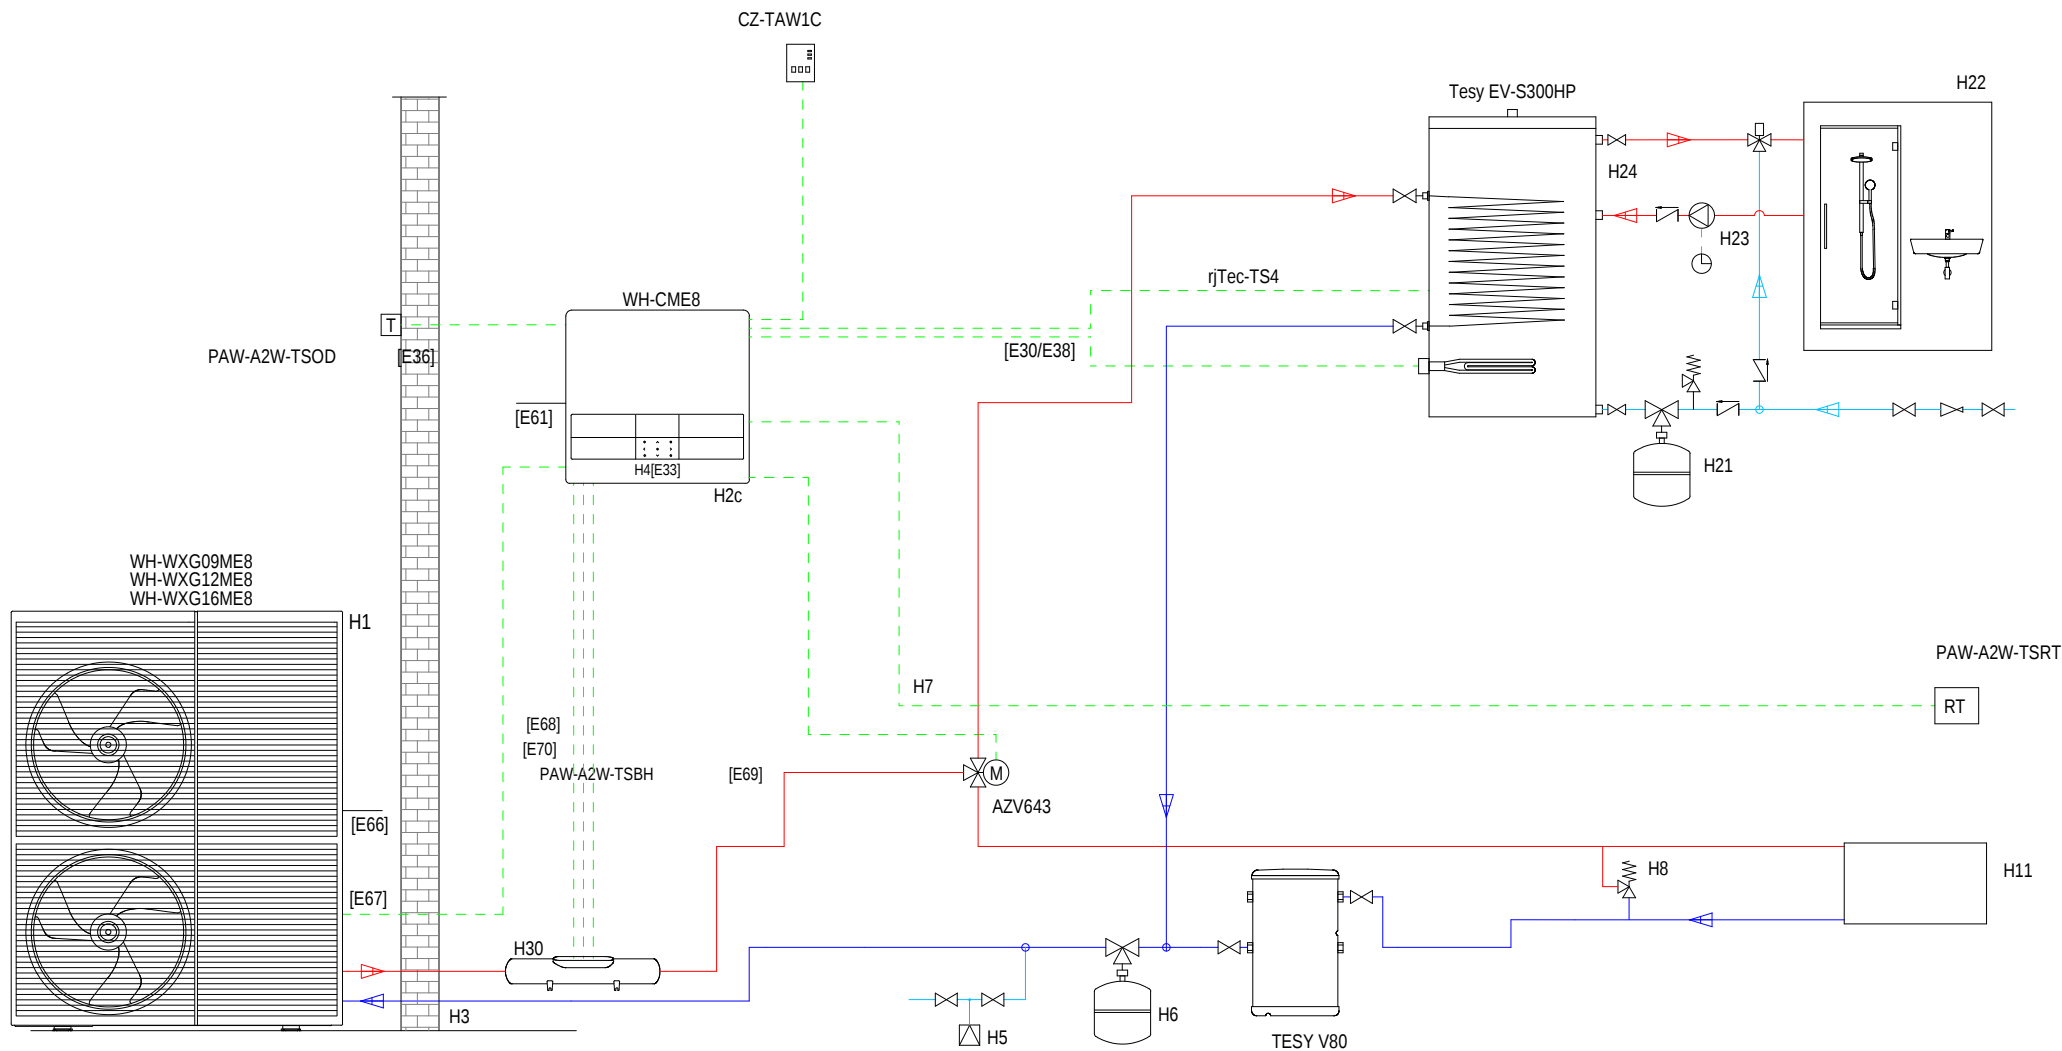 CZ-TAW1C
Tesy EV-S300HP
H22
H24
H23
rjTec-TS4
WH-CME8
T
PAW-A2W-TSOD
[E36]
[E30/E38]
[E61]
H4[E33]
H2c
H21
WH-WXG09ME8
WH-WXG12ME8
WH-WXG16ME8
H1
PAW-A2W-TSRT
RT
H7
[E68]
[E70]
PAW-A2W-TSBH
[E69]
M
AZV643
[E66]
[E67]
H8
H11
H30
H3
H5
H6
TESY V80